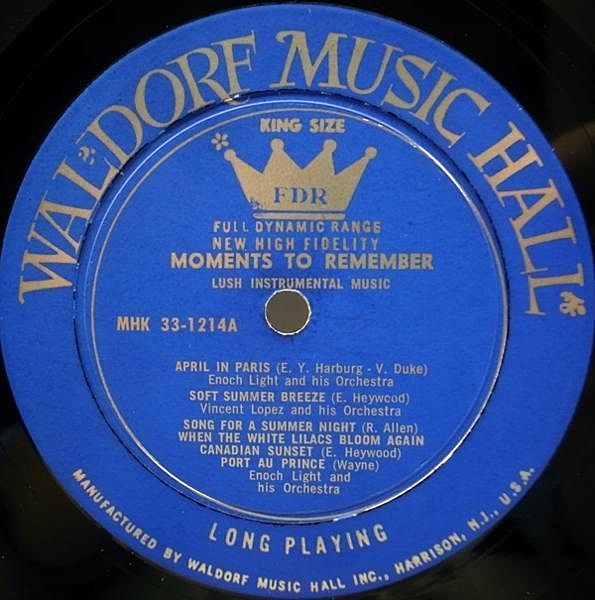 WALDORF MUSIC HALL
KING SIZE
FDR
FULL DYNAMIC RANGE
NEW HIGH FIDELITY
MOMENTS TO REMEMBER
LUSH INSTRUMENTAL MUSIC
MHK 33-1214A
APRIL IN PARIS (E. Y. Harburg - V. Duke)
Enoch Light and his Orchestra
SOFT SUMMER BREEZE (E. Heywood)
Vincent Lopez and his Orchestra
SONG FOR A SUMMER NIGHT (R. Allen)
WHEN THE WHITE LILACS BLOOM AGAIN
CANADIAN SUNSET (E. Heywood)
PORT AU PRINCE (Wayne)
Enoch Light and
his Orchestra
LONG PLAYING
MANUFACTURED BY WALDORF MUSIC HALL INC., HARRISON, N.J., U.S.A.